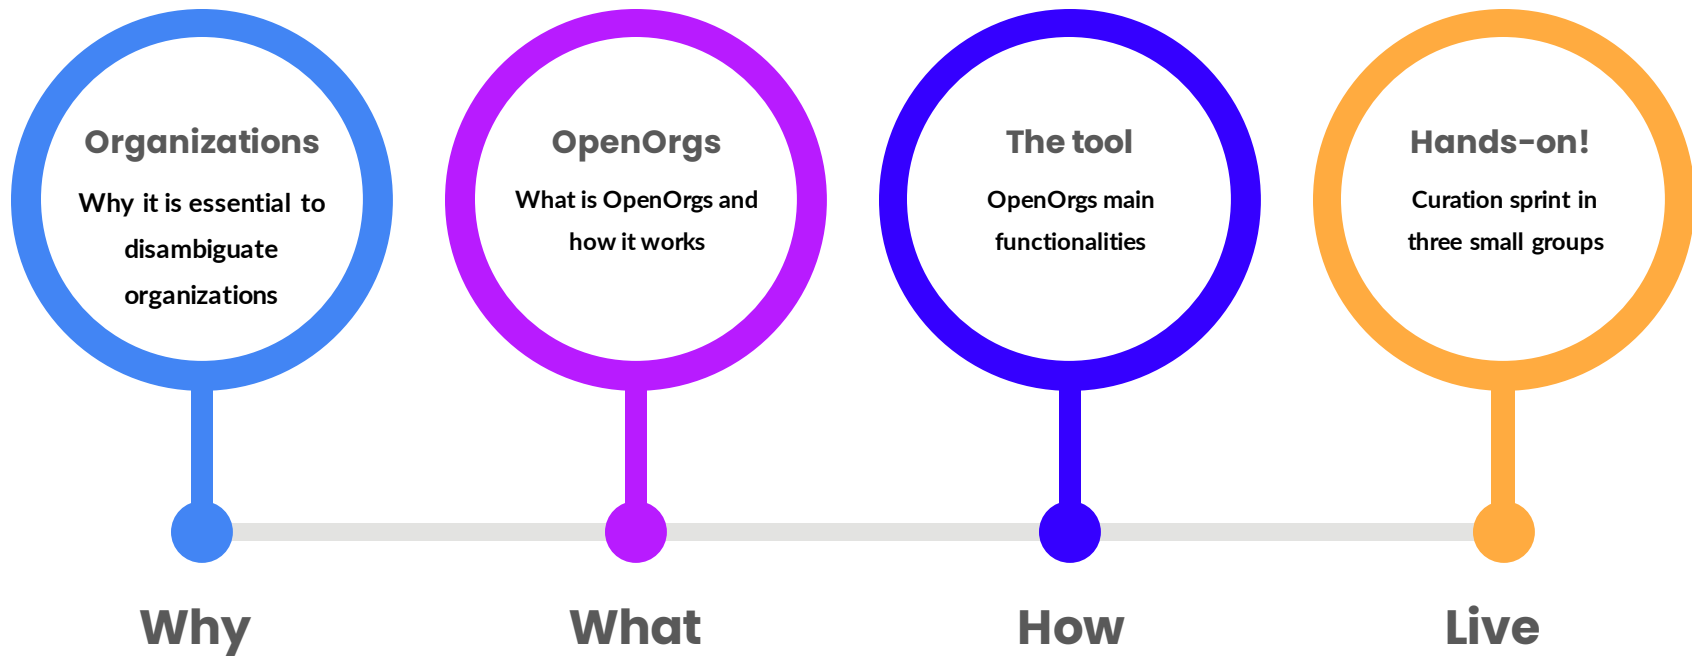 Organizations
Why it is essential to
disambiguate
organizations
OpenOrgs
What is OpenOrgs and
how it works
The tool
OpenOrgs main
functionalities
Hands-on!
Curation sprint in
three small groups
Why
What
How
Live